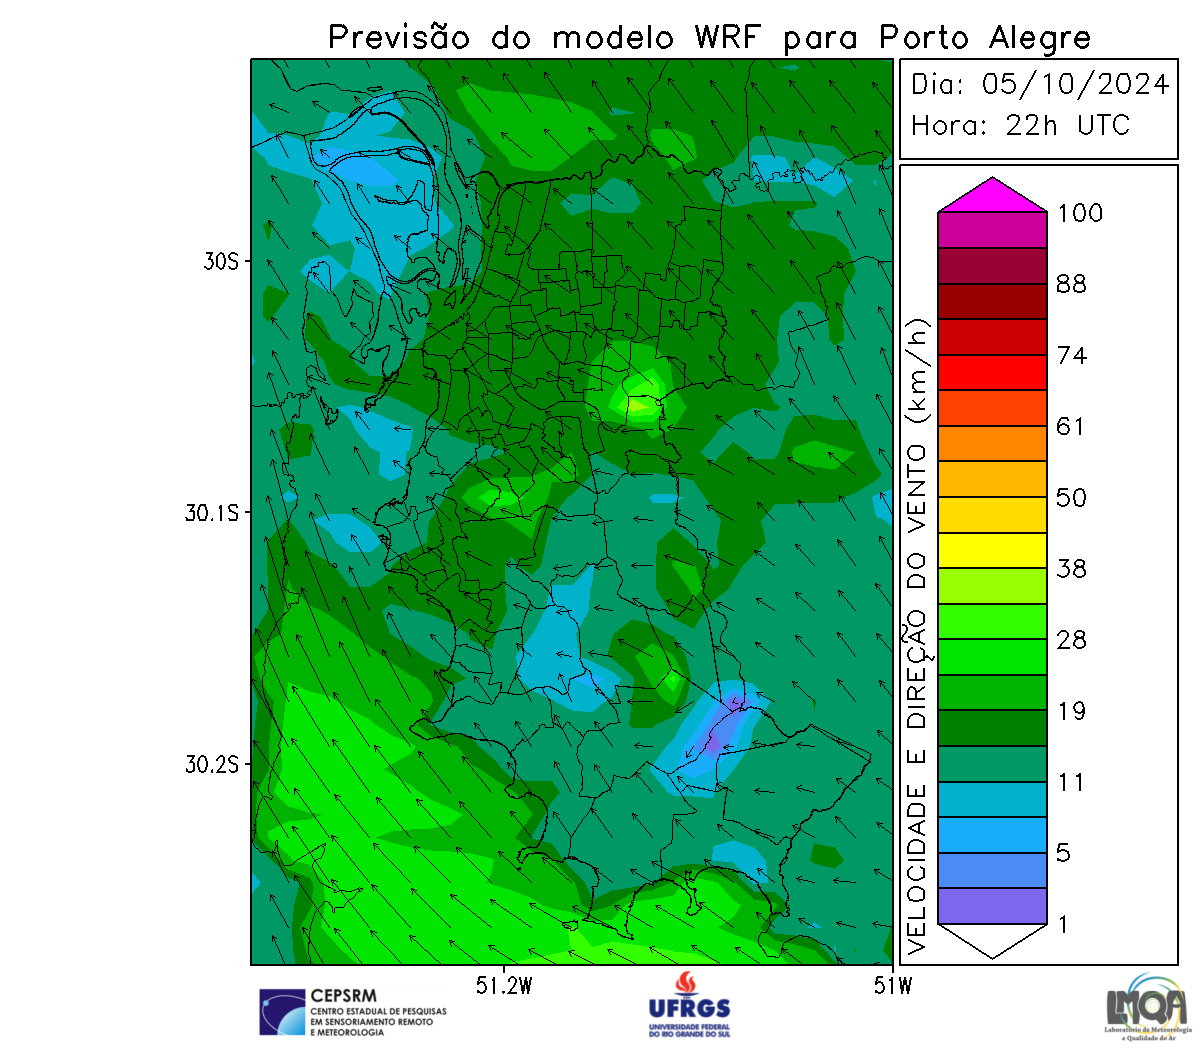 Previsão do modelo WRF para Porto Alegre
Dia: 05/10/2024
Hora: 22h UTC
30S
30.1S
30.2S
51.2W
51W
VELOCIDADE E DIREÇÃO DO VENTO (km/h)
100
88
74
61
50
38
28
19
11
5
1
CEPSRM
CENTRO ESTADUAL DE PESQUISAS
EM SENSORIAMENTO REMOTO
E METEOROLOGIA
UFRGS
UNIVERSIDADE FEDERAL
DO RIO GRANDE DO SUL
LMQA
Laboratório de Meteorologia
e Qualidade do Ar